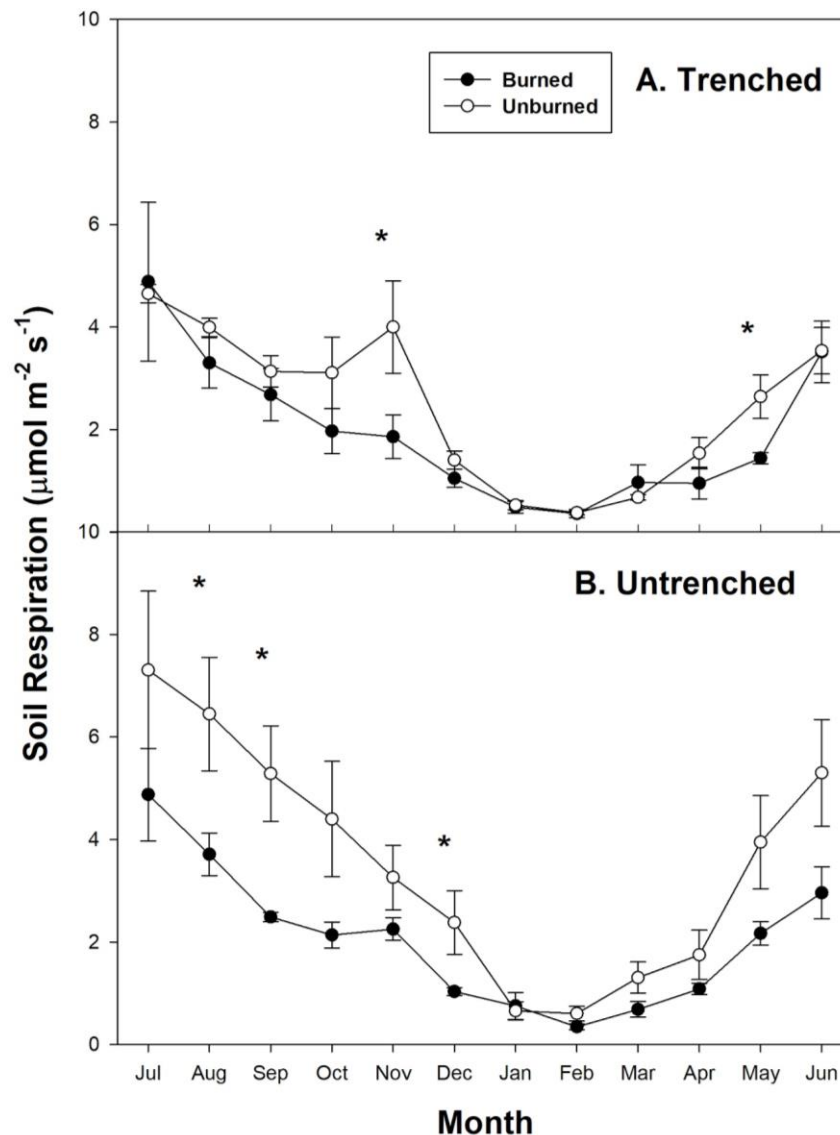 10
8
6
4
2
Burned
Unburned
A. Trenched
*
*
10
8
6
4
2
0
B. Untrenched
*
*
*
Soil Respiration (μmol m⁻² s⁻¹)
Jul Aug Sep Oct Nov Dec Jan Feb Mar Apr May Jun
Month